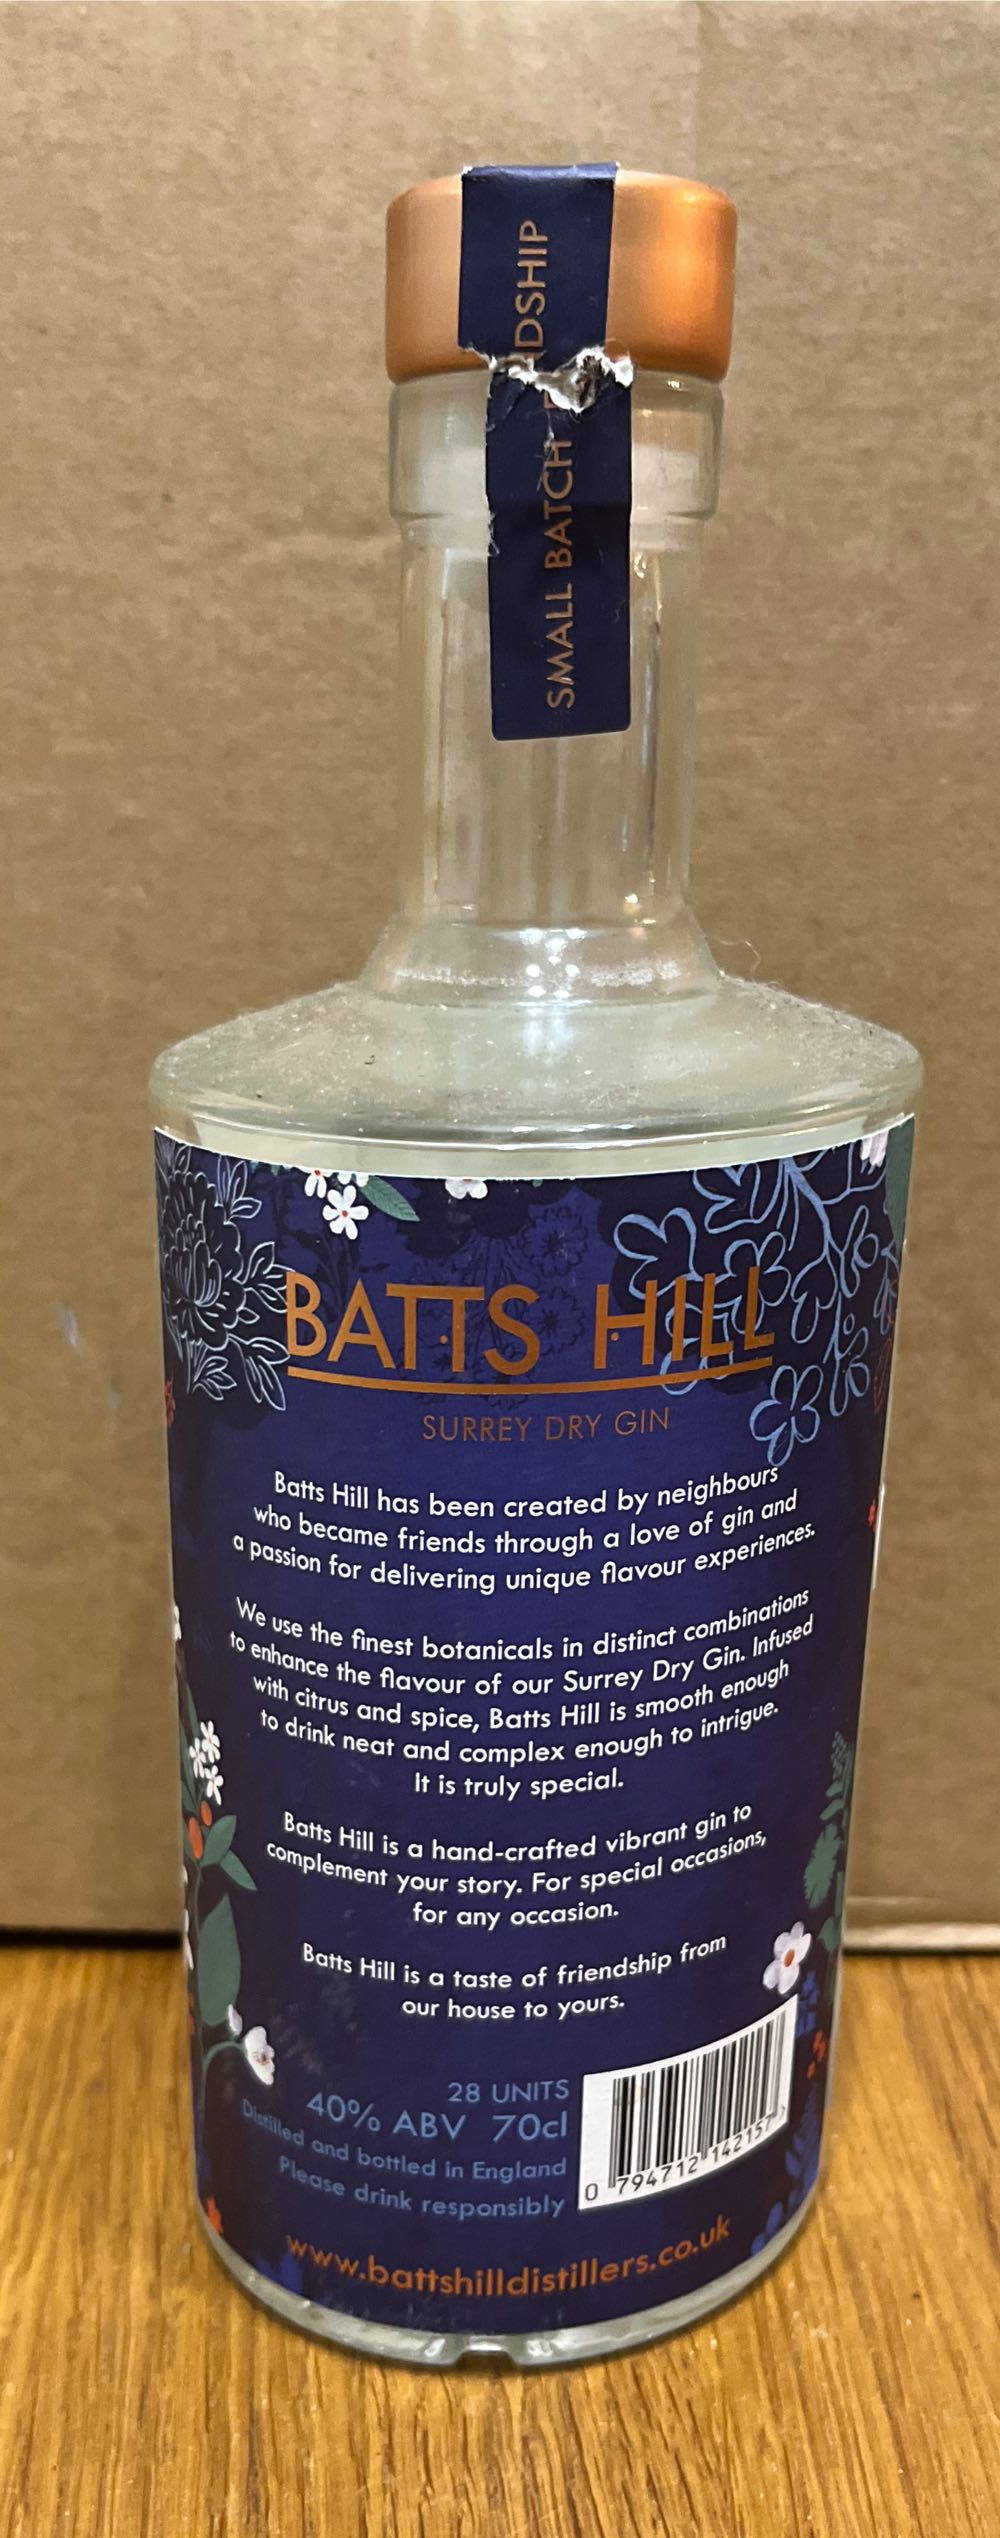 SMALL BATCH
DSHIP
BATTS HILL
SURREY DRY GIN
Batts Hill has been created by neighbours
who became friends through a love of gin and
a passion for delivering unique flavour experiences.
We use the finest botanicals in distinct combinations
to enhance the flavour of our Surrey Dry Gin. Infused
with citrus and spice, Batts Hill is smooth enough
to drink neat and complex enough to intrigue.
It is truly special.
Batts Hill is a hand-crafted vibrant gin to
complement your story. For special occasions,
for any occasion.
Batts Hill is a taste of friendship from
our house to yours.
28 UNITS
40% ABV 70cl
Distilled and bottled in England
Please drink responsibly
0 794712 142157 >
www.battshilldistillers.co.uk